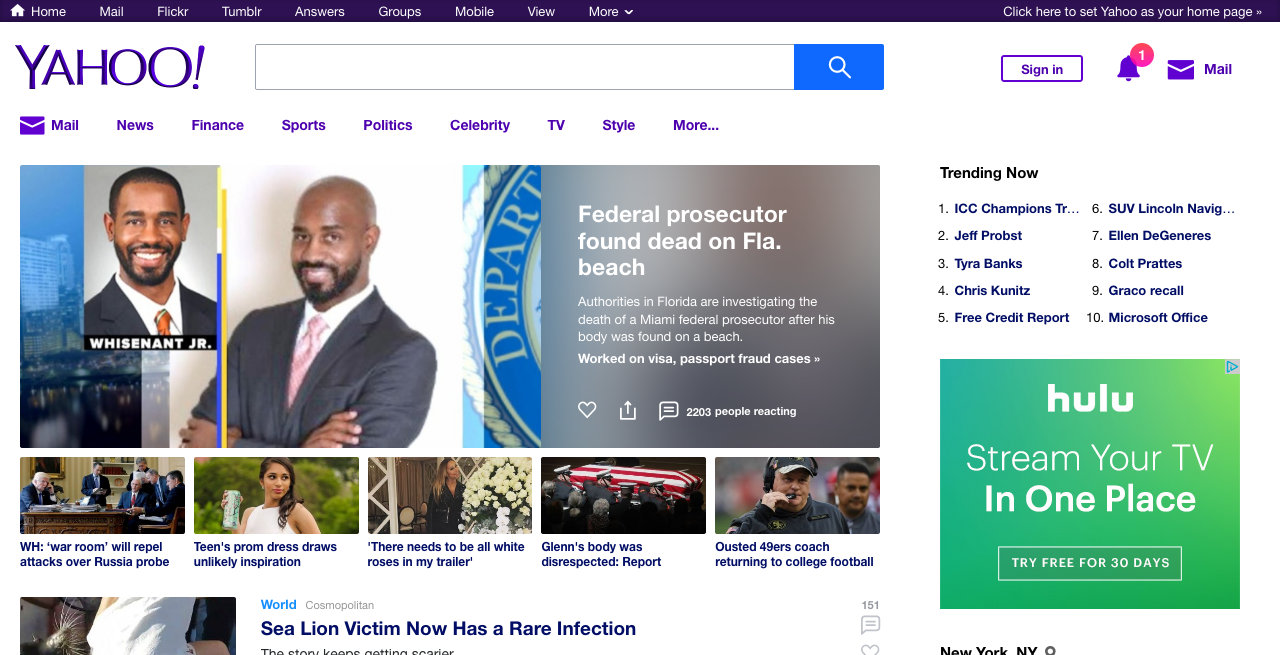 Home Mail Flickr Tumblr Answers Groups Mobile View More Click here to set Yahoo as your home page »
YAHOO!
1
Sign in Mail
Mail News Finance Sports Politics Celebrity TV Style More...
WHISENANT JR.
DEPART
Federal prosecutor
found dead on Fla.
beach
Authorities in Florida are investigating the
death of a Miami federal prosecutor after his
body was found on a beach.
Worked on visa, passport fraud cases »
2203 people reacting
WH: ‘war room’ will repel
attacks over Russia probe
Teen's prom dress draws
unlikely inspiration
'There needs to be all white
roses in my trailer'
Glenn's body was
disrespected: Report
Ousted 49ers coach
returning to college football
World Cosmopolitan 151
Sea Lion Victim Now Has a Rare Infection
The story keeps getting scarier.
Trending Now
1. ICC Champions Tr...
2. Jeff Probst
3. Tyra Banks
4. Chris Kunitz
5. Free Credit Report
6. SUV Lincoln Navig...
7. Ellen DeGeneres
8. Colt Prattes
9. Graco recall
10. Microsoft Office
hulu
Stream Your TV
In One Place
TRY FREE FOR 30 DAYS
New York, NY